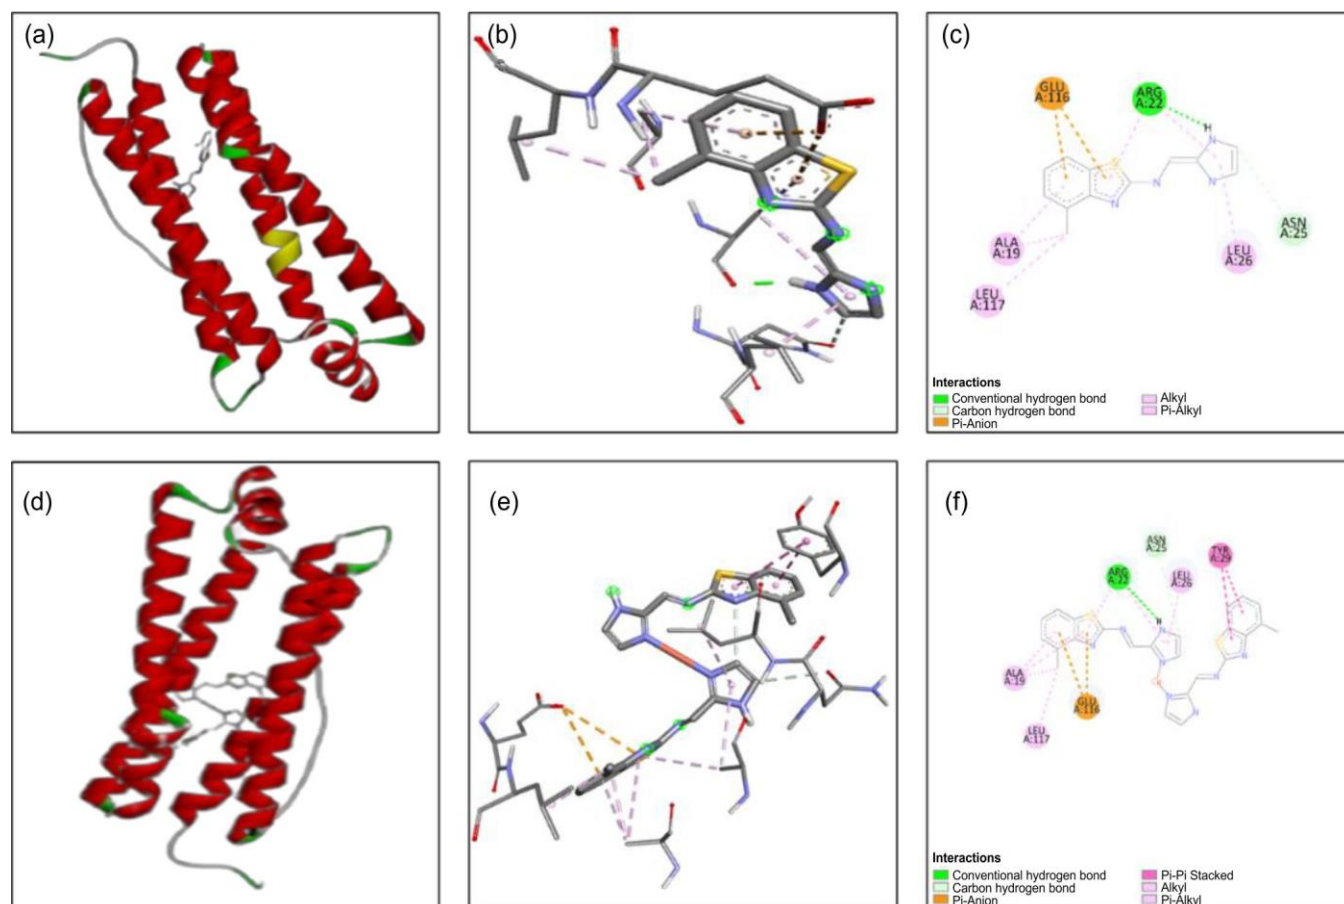 (a)
(b)
(c)
GLU
A:116
ARG
A:22
H
S
N
N
N
N
ALA
A:19
LEU
A:26
ASN
A:25
LEU
A:117
Interactions
Conventional hydrogen bond
Carbon hydrogen bond
Pi-Anion
Alkyl
Pi-Alkyl
(d)
(e)
(f)
ASN
A:25
ARG
A:22
LEU
A:26
TYR
A:29
H
ALA
A:19
GLU
A:116
LEU
A:117
Interactions
Conventional hydrogen bond
Carbon hydrogen bond
Pi-Anion
Pi-Pi Stacked
Alkyl
Pi-Alkyl